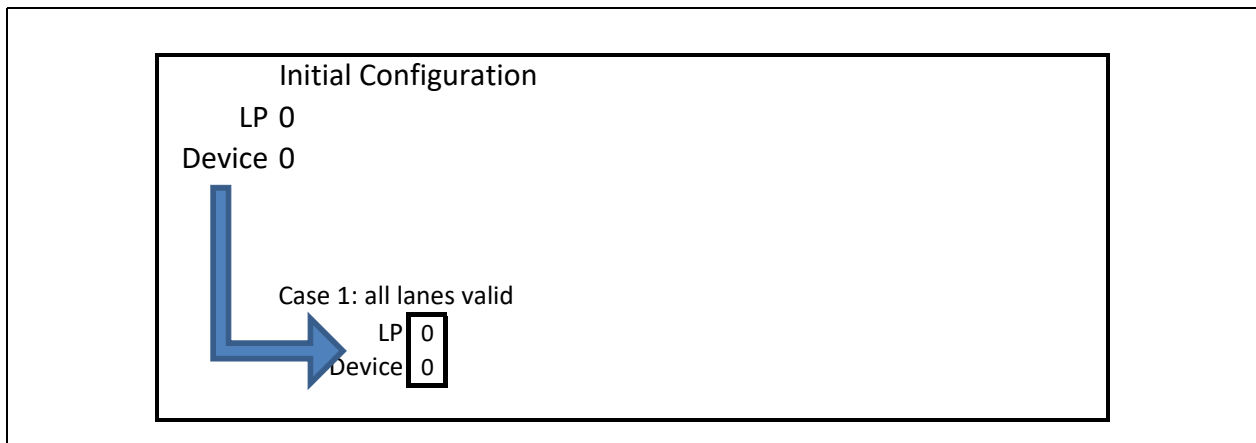 Initial Configuration
LP 0
Device 0
Case 1: all lanes valid
LP 0
Device 0